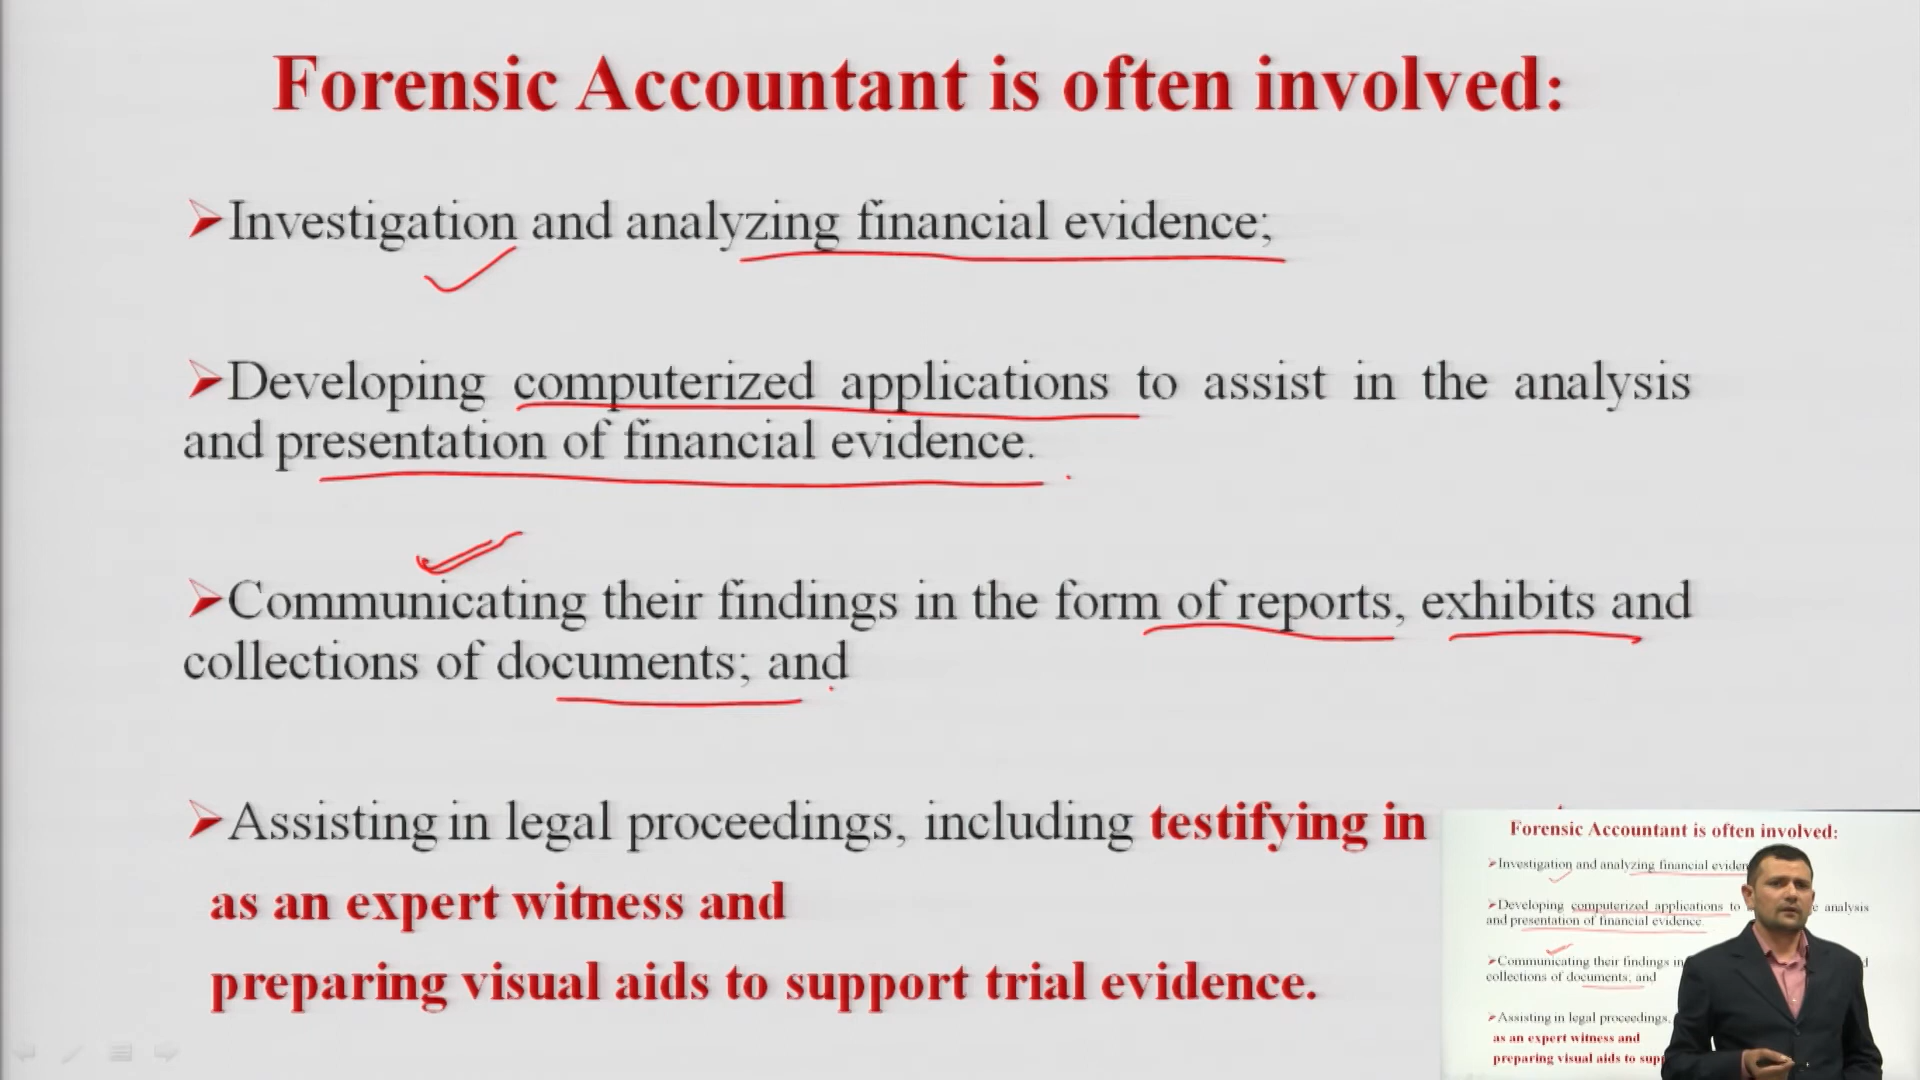 Forensic Accountant is often involved:
➢Investigation and analyzing financial evidence;
➢Developing computerized applications to assist in the analysis
and presentation of financial evidence.
➢Communicating their findings in the form of reports, exhibits and
collections of documents; and
➢Assisting in legal proceedings, including testifying in
as an expert witness and
preparing visual aids to support trial evidence.
Forensic Accountant is often involved:
➢Investigation and analyzing financial
➢Developing computerized applications to
analysis
and presentation of financial evidence.
➢Communicating their findings in
collections of documents; and
➢Assisting in legal proceedings,
as an expert witness and
preparing visual aids to